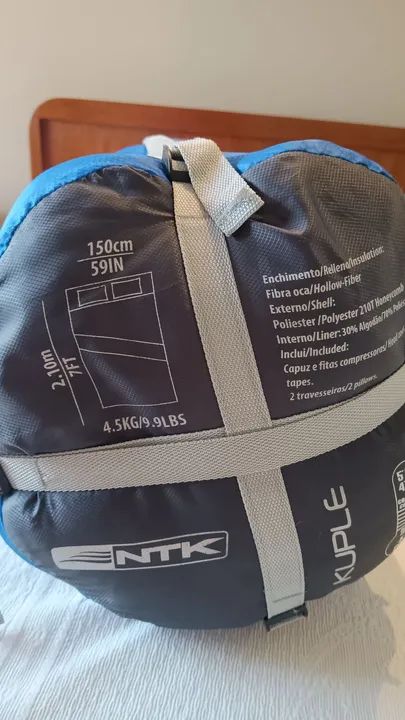 150cm
59IN
2.10m
7FT
4.5KG/9.9LBS
Enchimento/Relleno/Insulation:
Fibra oca/Hollow-Fiber
Externo/Shell:
Poliester /Polyester 210T Honeycomb
Interno/Liner: 30% Algodão/70%
Inclui/Included:
Capuz e fitas compressoras/
tapes.
2 travesseiros/2 pillows.
NTK
KUPLE